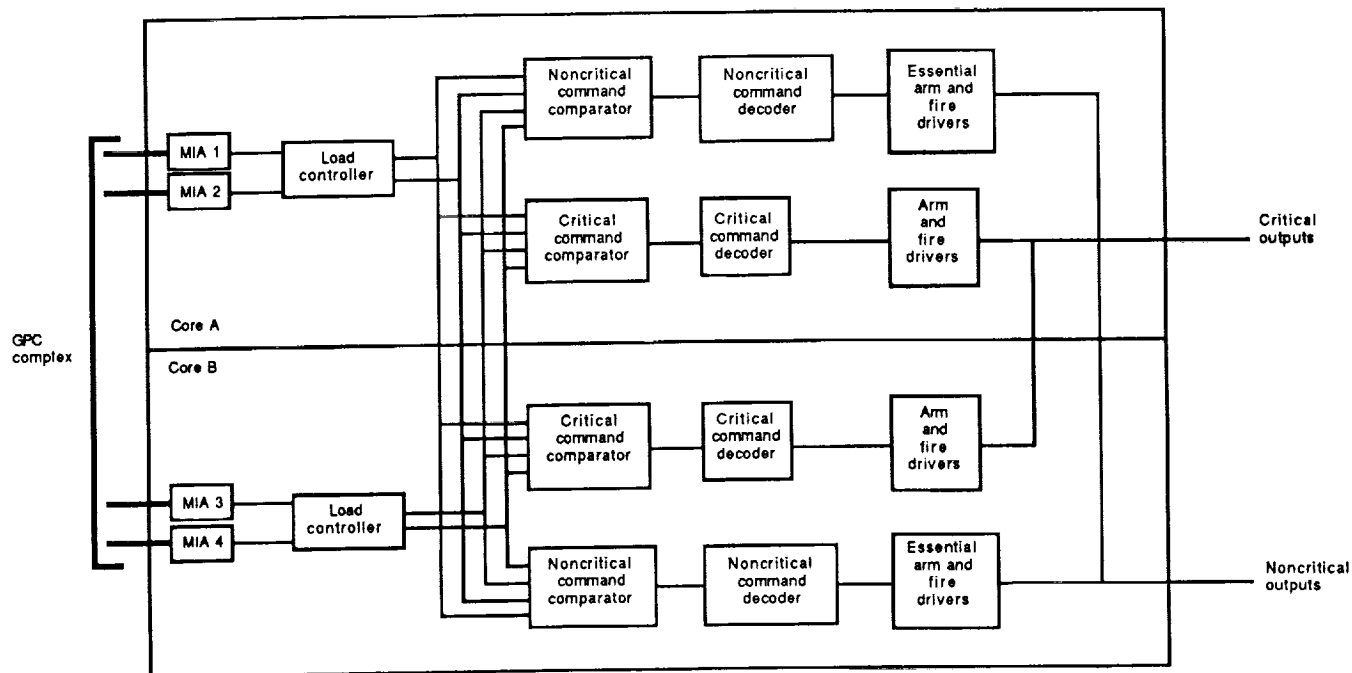 Noncritical
command
comparator
Noncritical
command
decoder
Essential
arm and
fire
drivers
MIA 1
MIA 2
Load
controller
Critical
command
comparator
Critical
command
decoder
Arm
and
fire
drivers
Critical
outputs
GPC
complex
Core A
Core B
Critical
command
comparator
Critical
command
decoder
Arm
and
fire
drivers
MIA 3
MIA 4
Load
controller
Noncritical
command
comparator
Noncritical
command
decoder
Essential
arm and
fire
drivers
Noncritical
outputs